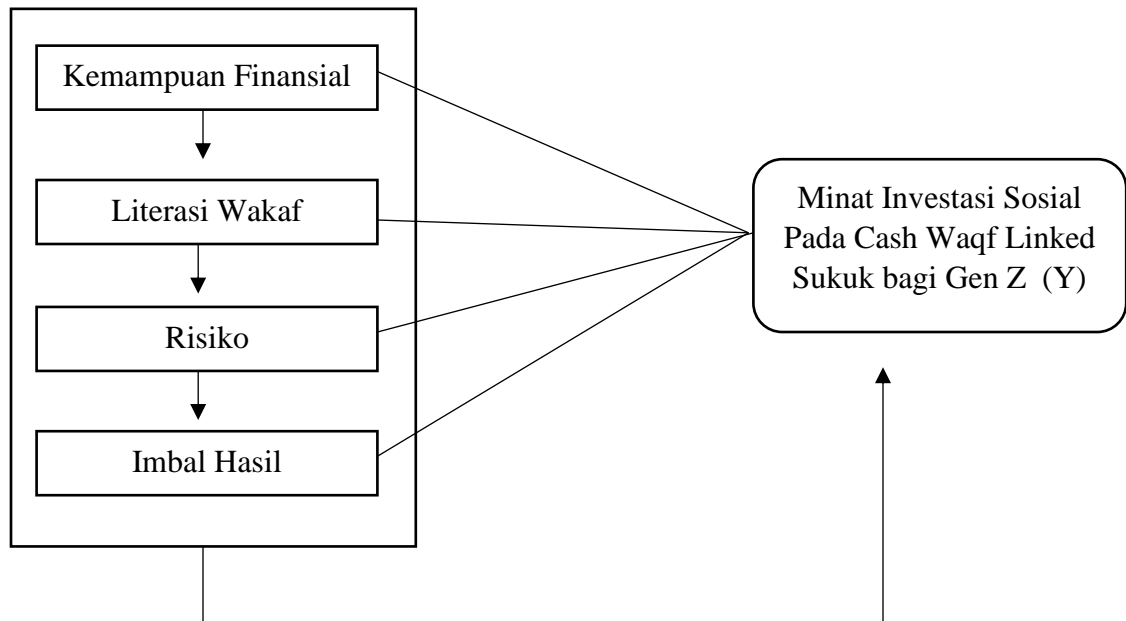 Kemampuan Finansial
Literasi Wakaf
Risiko
Imbal Hasil
Minat Investasi Sosial
Pada Cash Waqf Linked
Sukuk bagi Gen Z (Y)